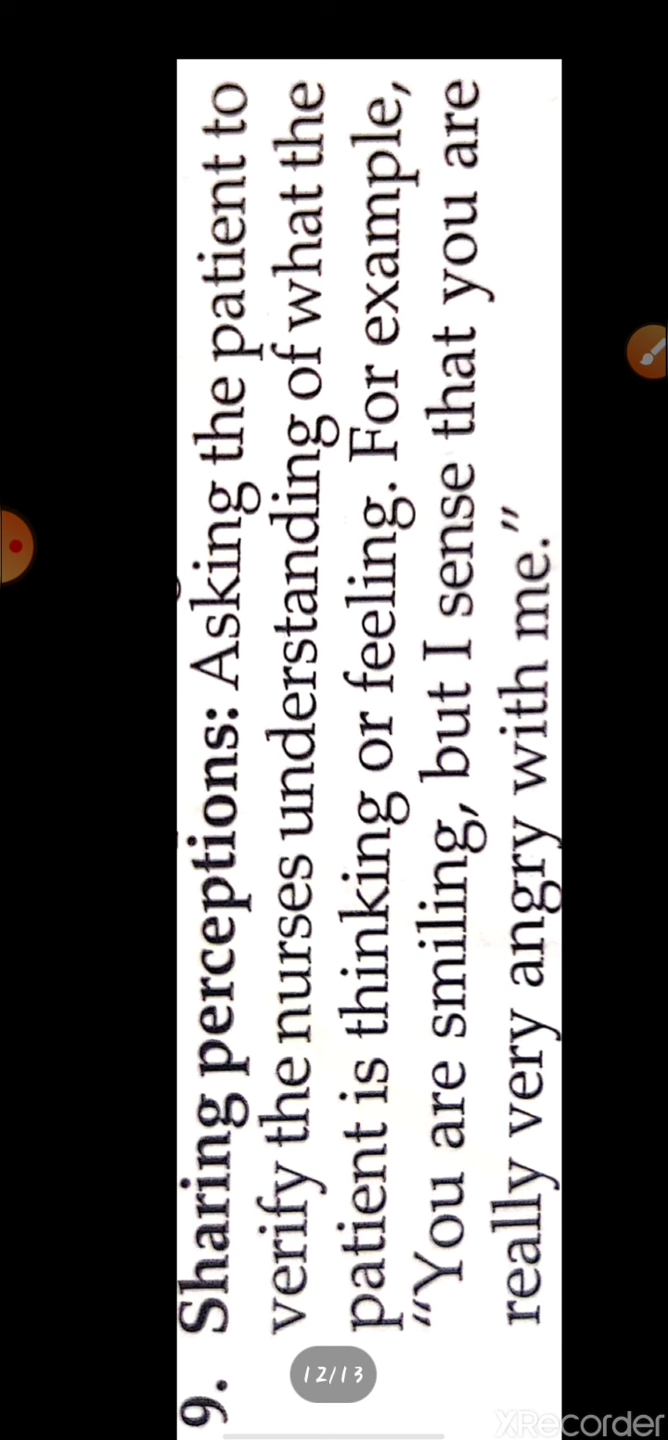 9. Sharing perceptions: Asking the patient to
verify the nurses understanding of what the
patient is thinking or feeling. For example,
“You are smiling, but I sense that you are
really very angry with me.”
12/13
XRecorder